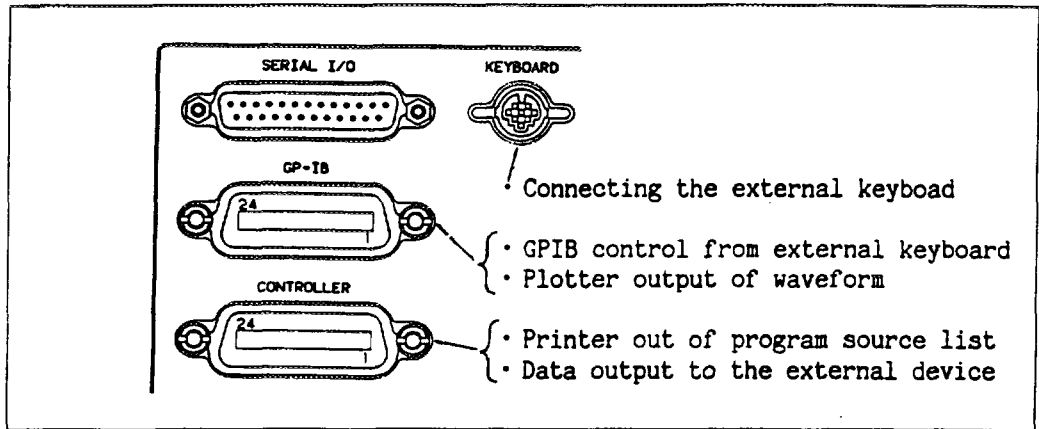 SERIAL I/O
KEYBOARD
· Connecting the external keyboad
GP-IB
24
1
· GPIB control from external keyboard
· Plotter output of waveform
CONTROLLER
24
1
· Printer out of program source list
· Data output to the external device